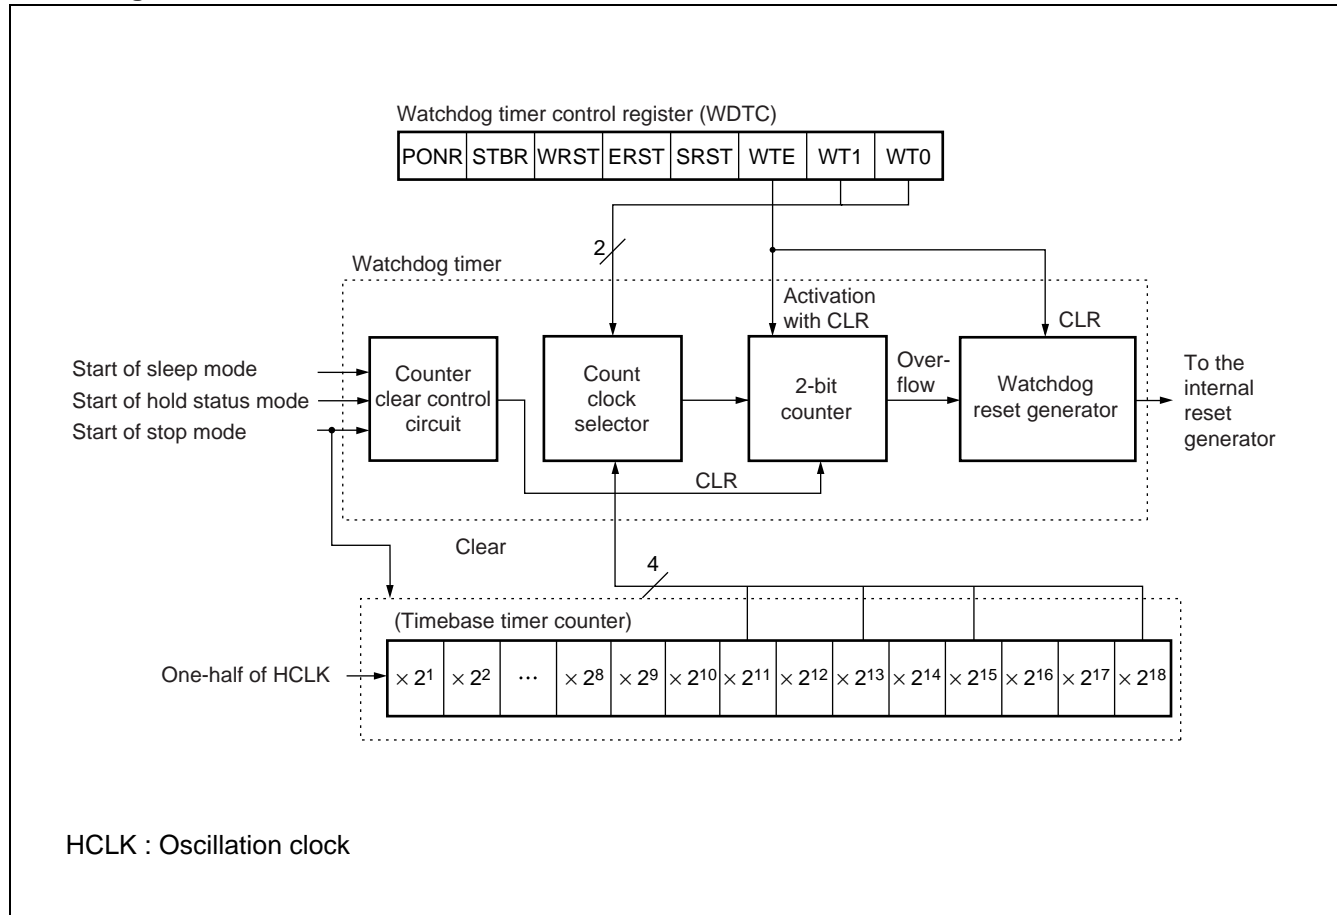 Watchdog timer control register (WDTC)
PONR STBR WRST ERST SRST WTE WT1 WT0
2
Watchdog timer
Activation
with CLR
CLR
Start of sleep mode
Start of hold status mode
Start of stop mode
Counter
clear control
circuit
Count
clock
selector
2-bit
counter
Over-
flow
Watchdog
reset generator
To the
internal
reset
generator
CLR
Clear
4
(Timebase timer counter)
One-half of HCLK
× 2¹ × 2² ... × 2⁸ × 2⁹ × 2¹⁰ × 2¹¹ × 2¹² × 2¹³ × 2¹⁴ × 2¹⁵ × 2¹⁶ × 2¹⁷ × 2¹⁸
HCLK : Oscillation clock